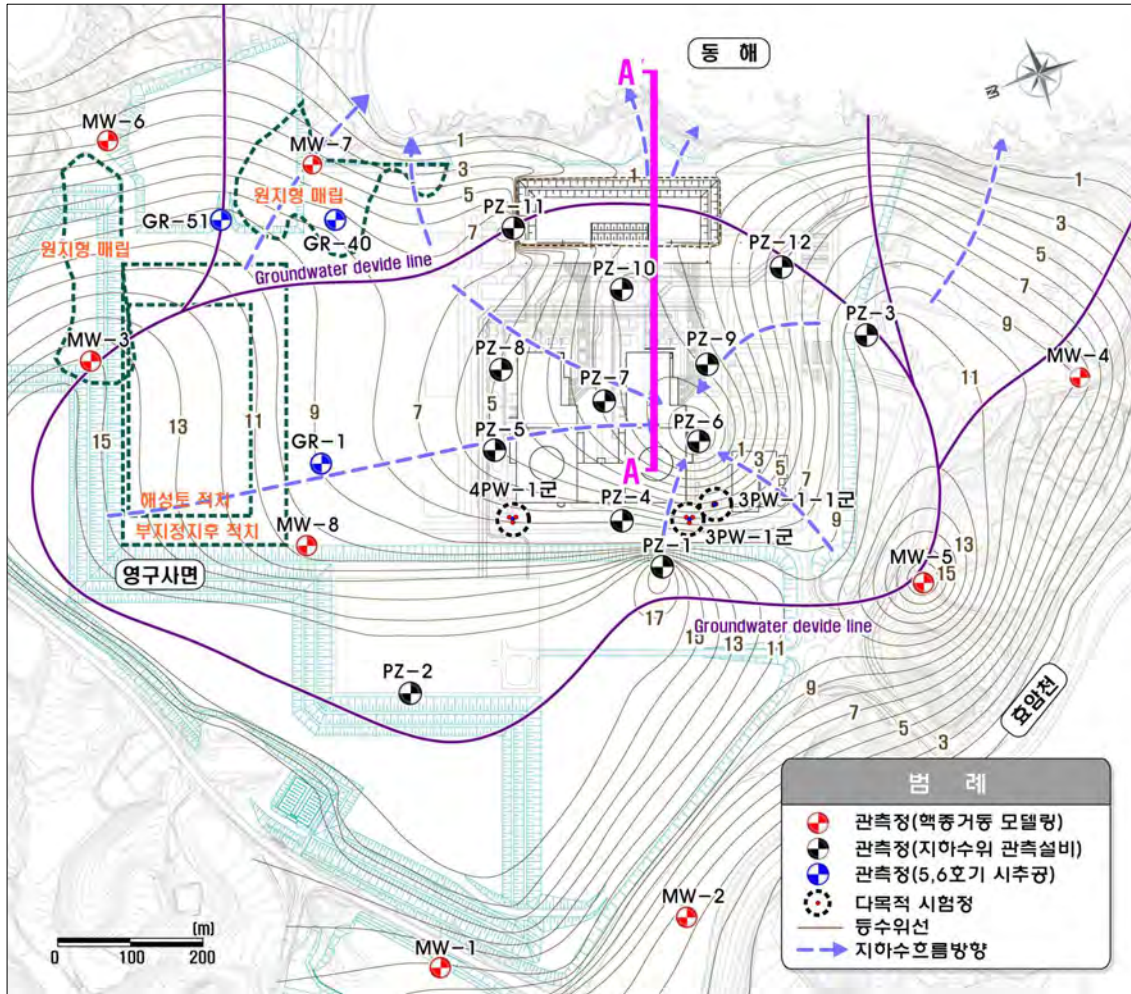 동 해
A'
N
MW-6
MW-7
1
3
5
7
원지형 매립
GR-51
GR-40
원지형 매립
PZ-11
1
PZ-12
1
3
5
7
9
11
Groundwater devide line
PZ-10
PZ-3
MW-3
MW-4
PZ-8
PZ-9
PZ-7
15
13
11
9
7
5
GR-1
PZ-5
PZ-6
A
1
3
5
7
9
해성토 적치
부지정지후 적치
4PW-1군
PZ-4
3PW-1-1군
3PW-1군
MW-8
PZ-1
MW-5
13
15
영구사면
17
15
13
11
Groundwater devide line
PZ-2
9
7
5
3
효암천
MW-2
MW-1
(m)
0 100 200
범 례
관측정(핵종거동 모델링)
관측정(지하수위 관측설비)
관측정(5,6호기 시추공)
다목적 시험정
등수위선
지하수흐름방향